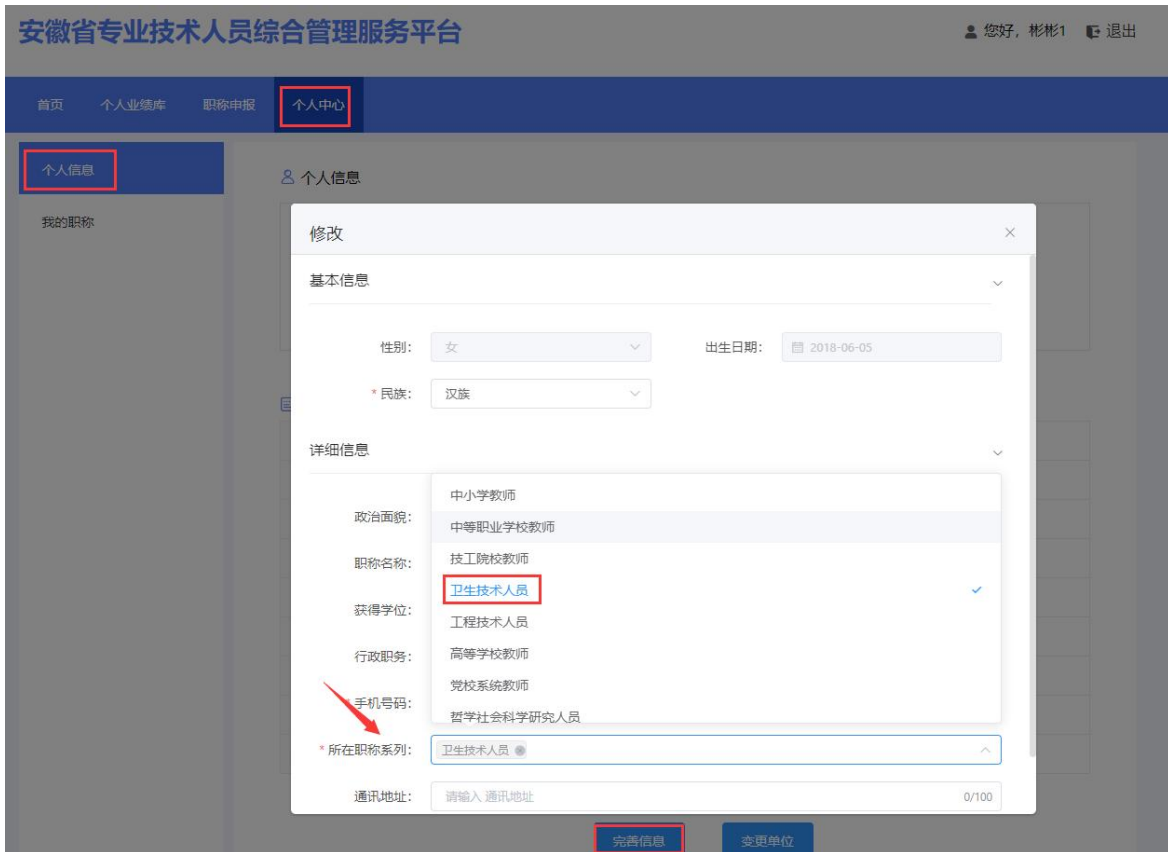 安徽省专业技术人员综合管理服务平台
您好，彬彬1 退出
首页 个人业绩库 职称申报 个人中心
个人信息
我的职称
个人信息
修改
基本信息
性别： 女 出生日期： 2018-06-05
* 民族： 汉族
详细信息
政治面貌：
职称名称：
获得学位：
行政职务：
手机号码：
中小学教师
中等职业学校教师
技工院校教师
卫生技术人员
工程技术人员
高等学校教师
党校系统教师
哲学社会科学研究人员
* 所在职称系列： 卫生技术人员
通讯地址： 请输入 通讯地址 0/100
完善信息 变更单位